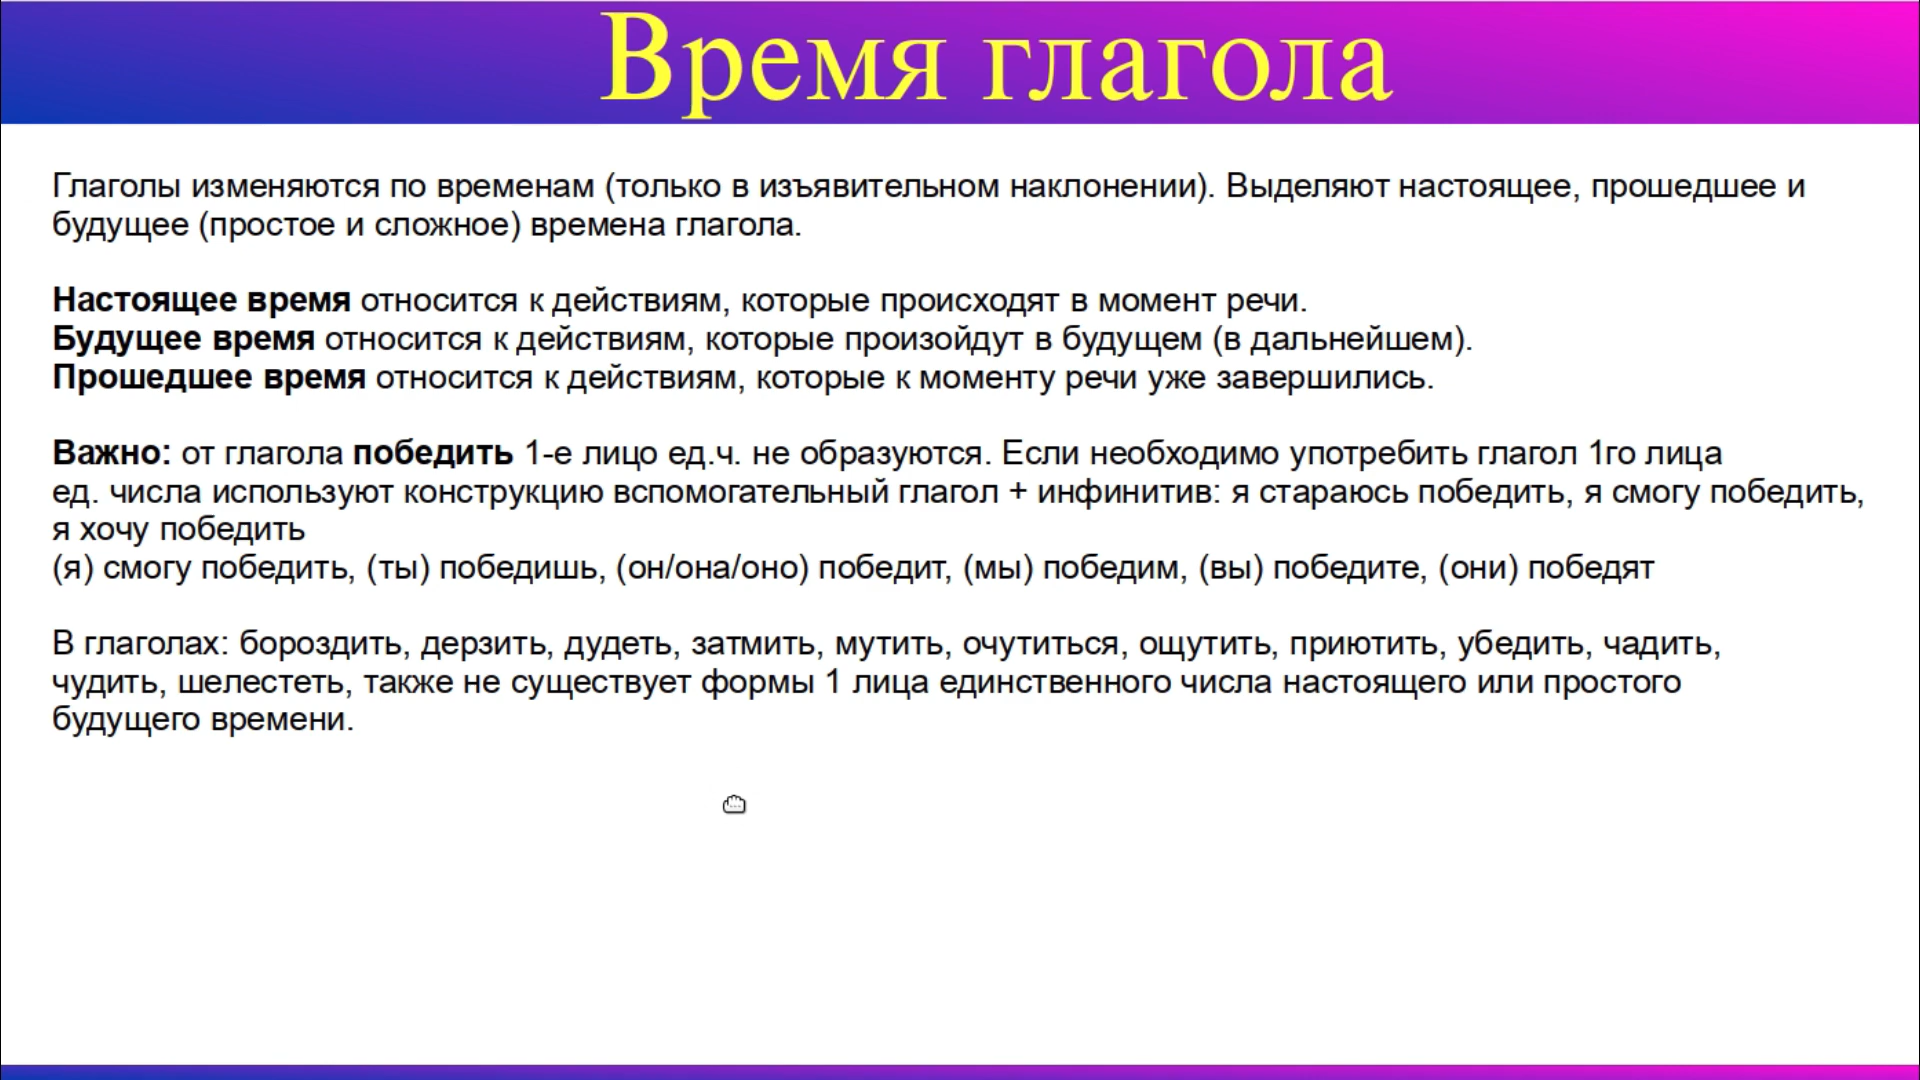 Время глагола
Глаголы изменяются по временам (только в изъявительном наклонении). Выделяют настоящее, прошедшее и
будущее (простое и сложное) времена глагола.
Настоящее время относится к действиям, которые происходят в момент речи.
Будущее время относится к действиям, которые произойдут в будущем (в дальнейшем).
Прошедшее время относится к действиям, которые к моменту речи уже завершились.
Важно: от глагола победить 1-е лицо ед.ч. не образуются. Если необходимо употребить глагол 1го лица
ед. числа используют конструкцию вспомогательный глагол + инфинитив: я стараюсь победить, я смогу победить,
я хочу победить
(я) смогу победить, (ты) победишь, (он/она/оно) победит, (мы) победим, (вы) победите, (они) победят
В глаголах: бороздить, дерзить, дудеть, затмить, мутить, очутиться, ощутить, приютить, убедить, чадить,
чудить, шелестеть, также не существует формы 1 лица единственного числа настоящего или простого
будущего времени.